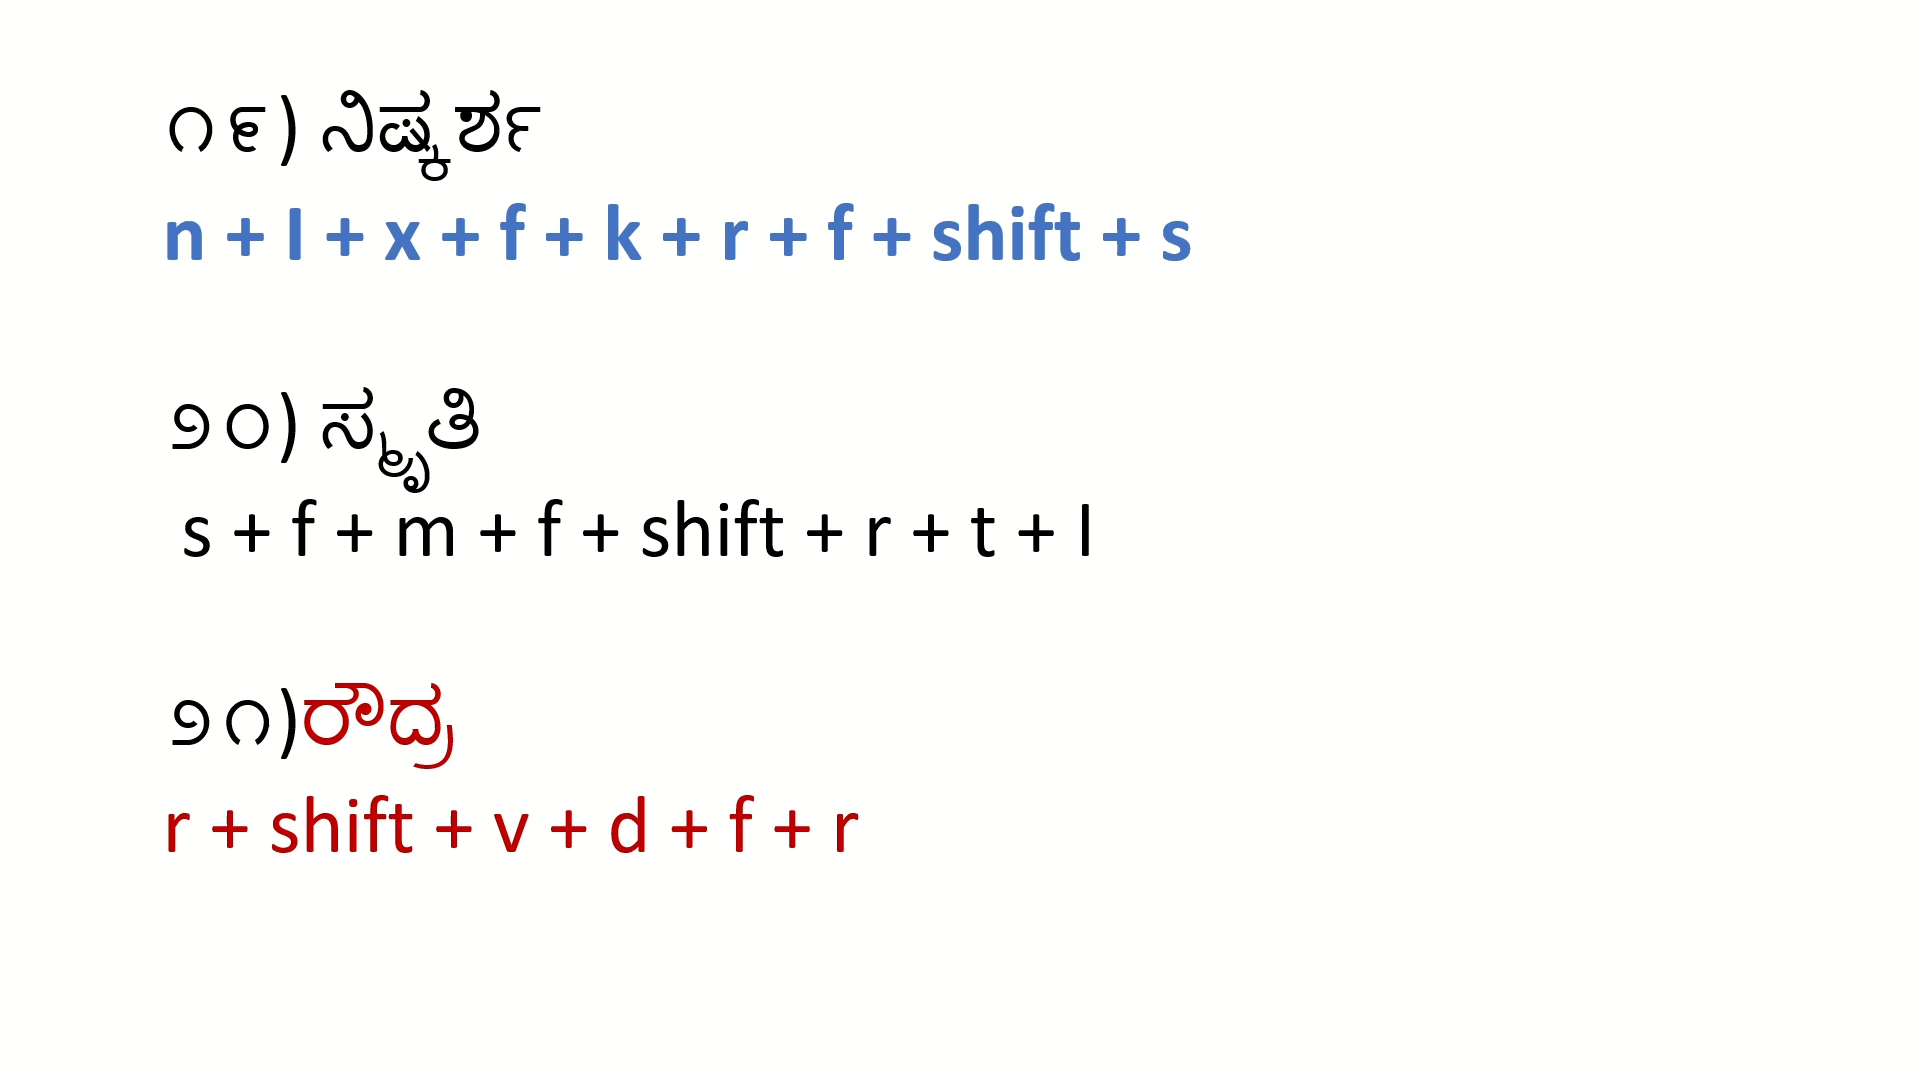 ೧೯) ನಿಷ್ಕರ್ಶ
n + I + x + f + k + r + f + shift + s
೨೦) ಸ್ಮೃತಿ
s + f + m + f + shift + r + t + I
೨೧)ರೌದ್ರ
r + shift + v + d + f + r